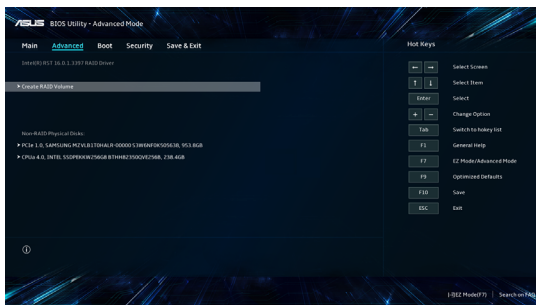 ASUS BIOS Utility - Advanced Mode
Main Advanced Boot Security Save & Exit
Hot Keys
Intel(R) RST 16.0.1.3397 RAID Driver
Create RAID Volume
Non-RAID Physical Disks:
PCIe 1.0, SAMSUNG MZVLB1T0HALR-00000 S3W6NF0K505638, 953.8GB
CPUa 4.0, INTEL SSDPEKKW256G8 BTHH82350QVE256B, 238.4GB
← → Select Screen
↑ ↓ Select Item
Enter Select
+ - Change Option
Tab Switch to hokey list
F1 General Help
F7 EZ Mode/Advanced Mode
F9 Optimized Defaults
F10 Save
ESC Exit
EZ Mode(F7) | Search on FAQ